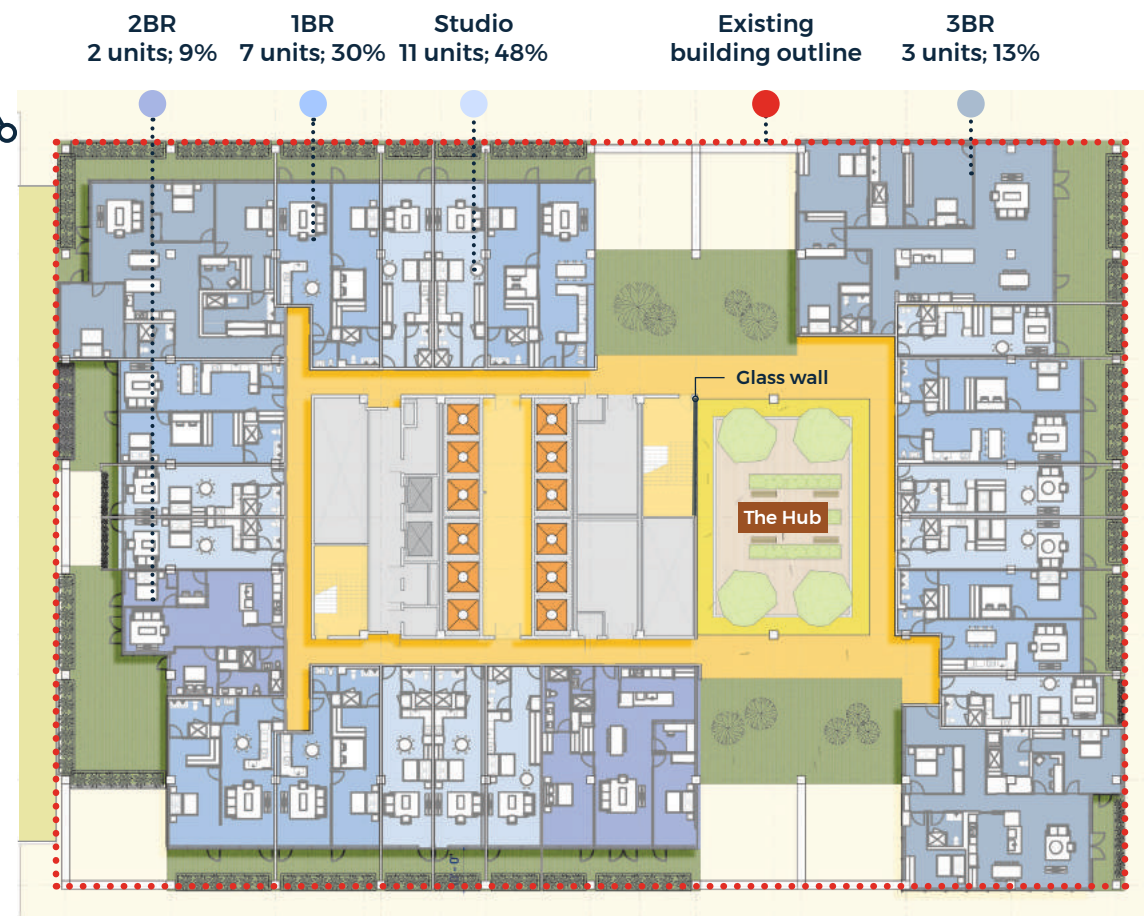 2BR
2 units; 9%
1BR
7 units; 30%
Studio
11 units; 48%
Existing
building outline
3BR
3 units; 13%
Glass wall
The Hub